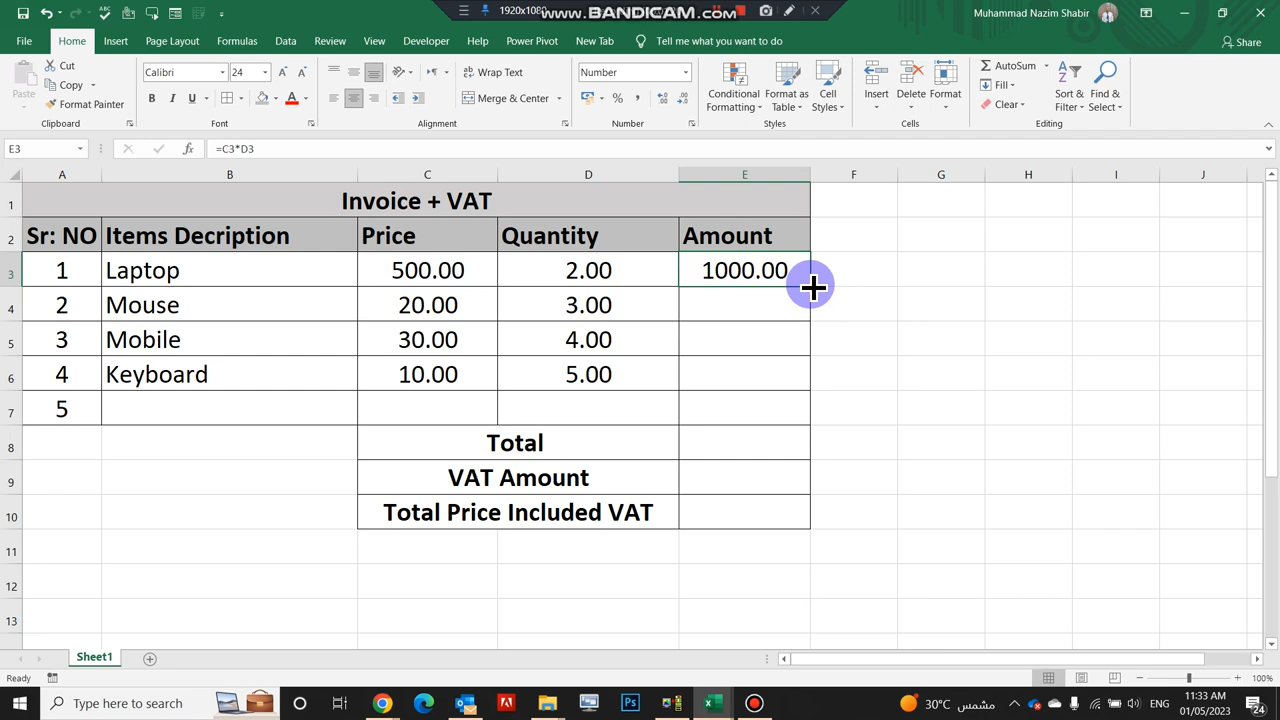 1920x1080
www.BANDICAM.com
Muhammad Nazim Shabir
File Home Insert Page Layout Formulas Data Review View Developer Help Power Pivot New Tab Tell me what you want to do Share
Paste Cut Calibri 24 Wrap Text Number Conditional Formatting Format as Table Cell Styles Insert Delete Format AutoSum Sort & Filter Find & Select
Copy Fill
Format Painter B I U A Merge & Center % , Clear
Clipboard Font Alignment Number Styles Cells Editing
E3 fx =C3*D3
A B C D E F G H I J
1 Invoice + VAT
2 Sr: NO Items Decription Price Quantity Amount
3 1 Laptop 500.00 2.00 1000.00
4 2 Mouse 20.00 3.00
5 3 Mobile 30.00 4.00
6 4 Keyboard 10.00 5.00
7 5
8 Total
9 VAT Amount
10 Total Price Included VAT
11
12
13
Sheet1
Ready 100%
Type here to search Ps 30°C مشمس ENG 11:33 AM
01/05/2023 24